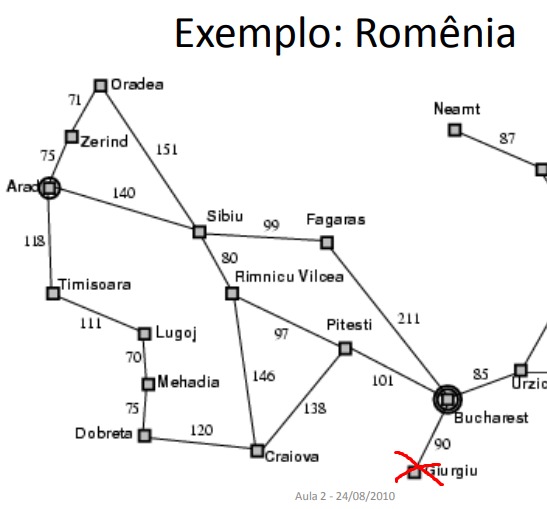 Exemplo: Romênia
Oradea
71
Neamt
Zerind
87
75
151
Arad
140
Sibiu
99
Fagaras
118
80
Timisoara
Rimnicu Vilcea
111
Lugoj
97
Pitesti
211
70
146
101
85
Mehadia
Urzic
75
138
Bucharest
Dobreta
120
90
Craiova
Giurgiu
Aula 2 - 24/08/2010